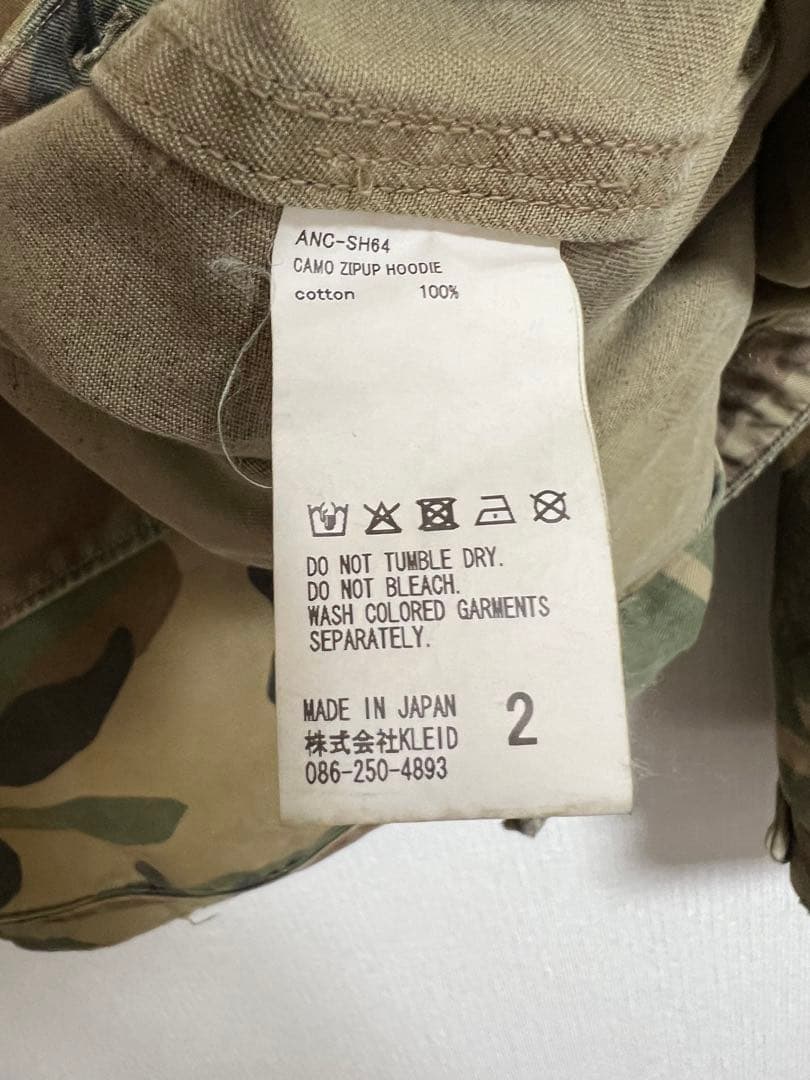 ANC-SH64
CAMO ZIPUP HOODIE
cotton 100%
DO NOT TUMBLE DRY.
DO NOT BLEACH.
WASH COLORED GARMENTS
SEPARATELY.
MADE IN JAPAN 2
株式会社KLEID
086-250-4893